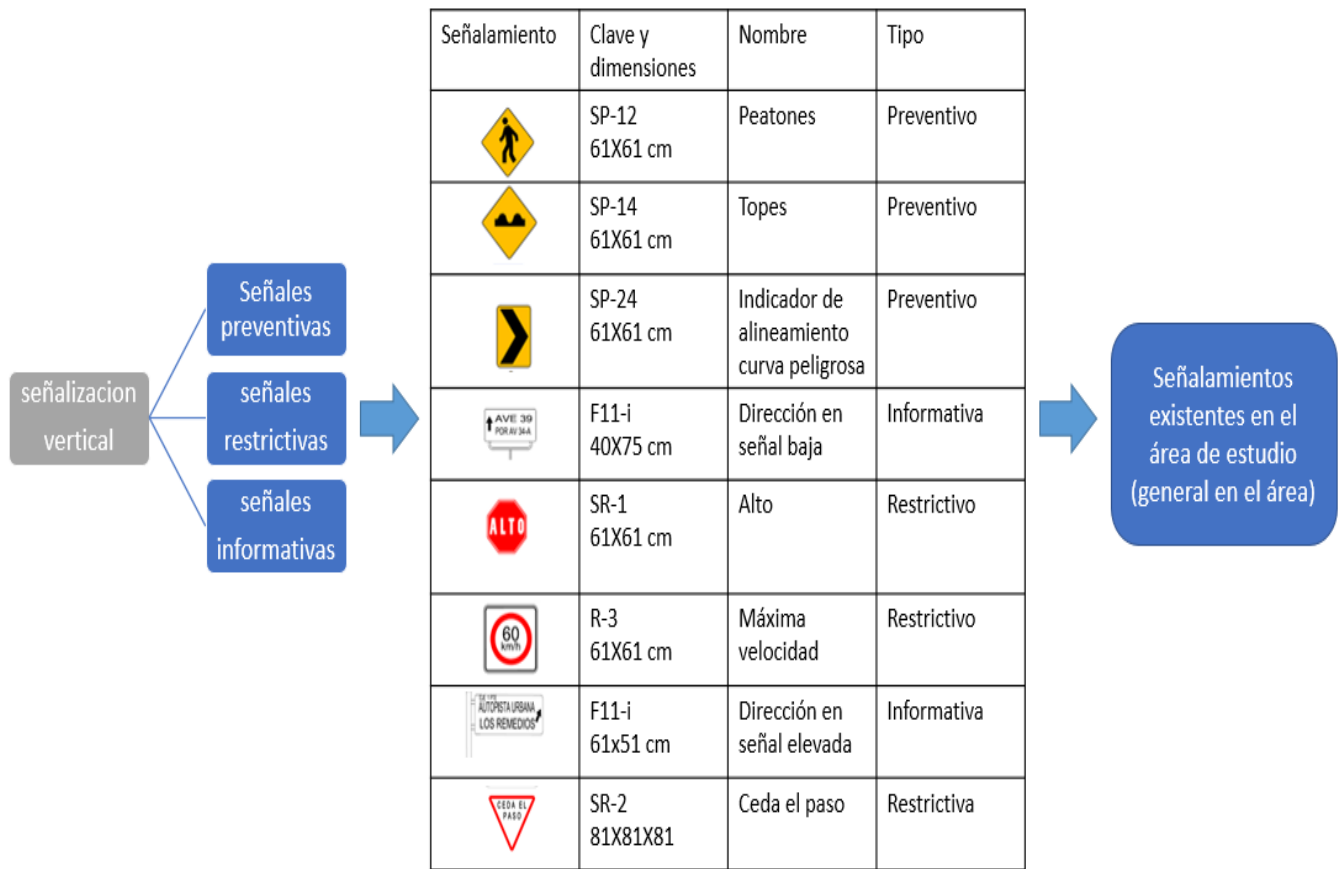 señalizacion
vertical
Señales
preventivas
señales
restrictivas
señales
informativas
Señalamiento
Clave y
dimensiones
Nombre
Tipo
SP-12
61X61 cm
Peatones
Preventivo
SP-14
61X61 cm
Topes
Preventivo
SP-24
61X61 cm
Indicador de
alineamiento
curva peligrosa
Preventivo
AVE 39
POR AV 34-A
F11-i
40X75 cm
Dirección en
señal baja
Informativa
ALTO
SR-1
61X61 cm
Alto
Restrictivo
60
km/h
R-3
61X61 cm
Máxima
velocidad
Restrictivo
AUTOPISTA URBANA
LOS REMEDIOS
F11-i
61x51 cm
Dirección en
señal elevada
Informativa
CEDA EL
PASO
SR-2
81X81X81
Ceda el paso
Restrictiva
Señalamientos
existentes en el
área de estudio
(general en el área)